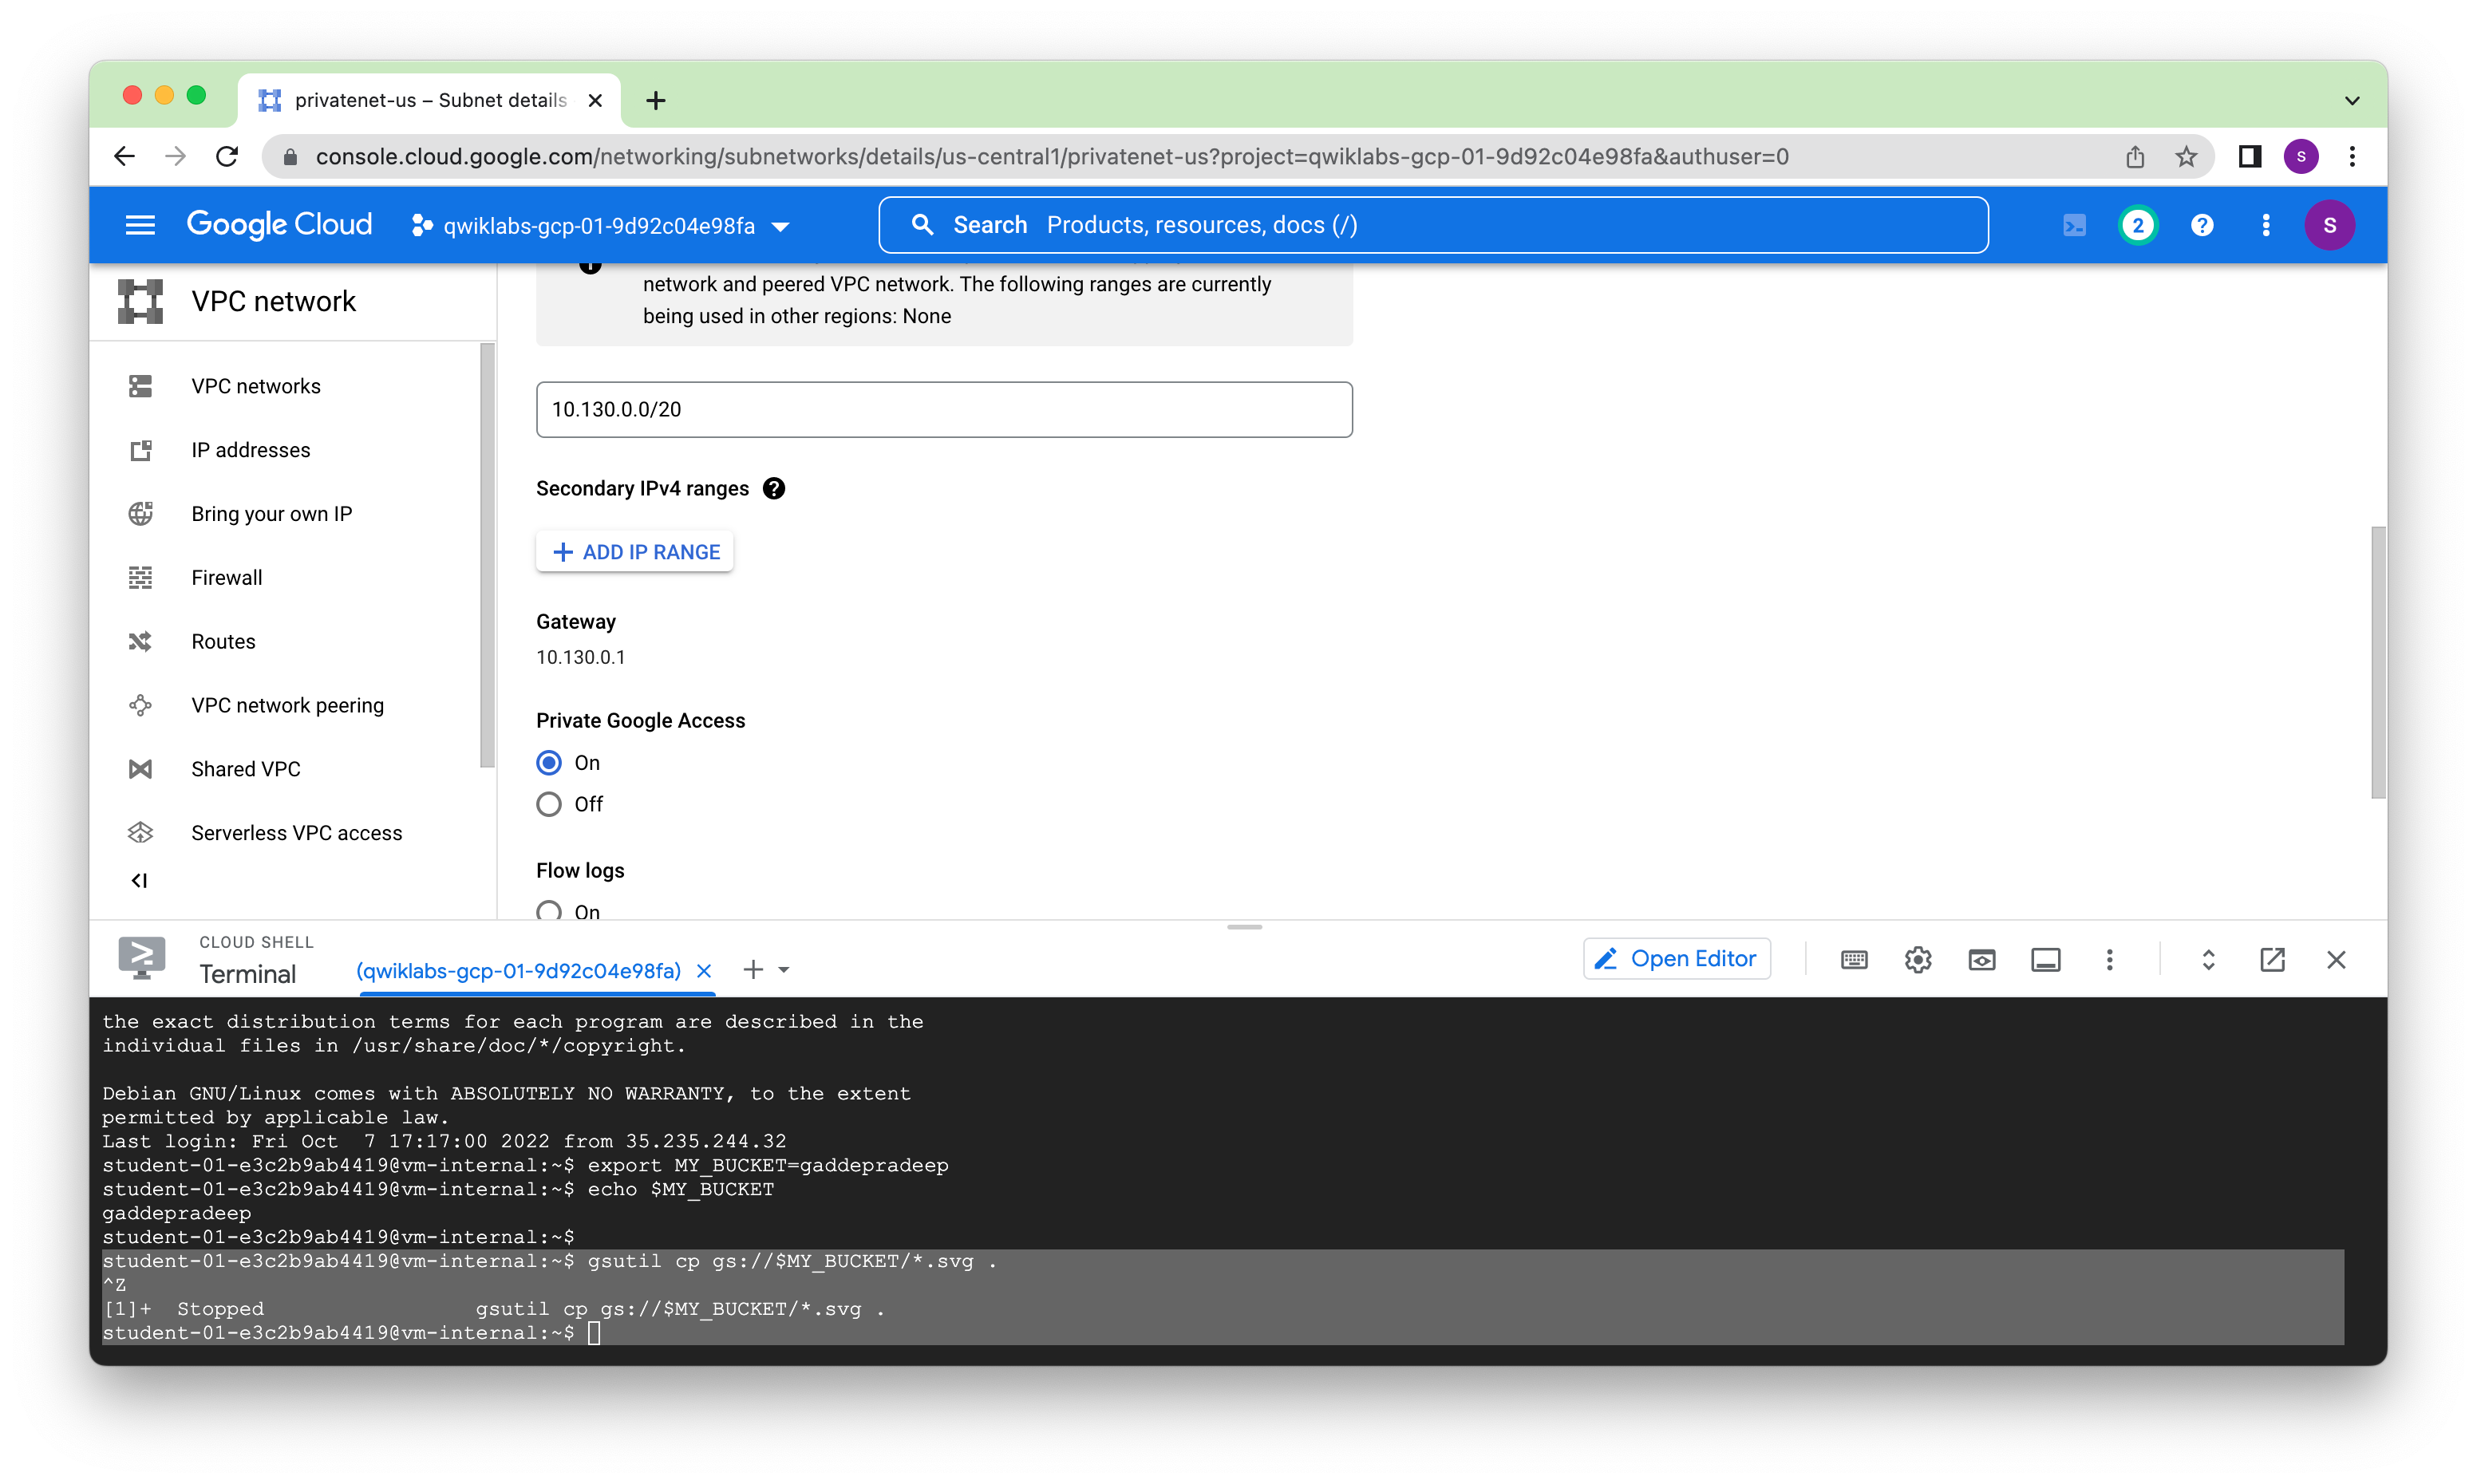 privatenet-us – Subnet details
console.cloud.google.com/networking/subnetworks/details/us-central1/privatenet-us?project=qwiklabs-gcp-01-9d92c04e98fa&authuser=0
S
Google Cloud
qwiklabs-gcp-01-9d92c04e98fa
Search Products, resources, docs (/)
2
S
VPC network
VPC networks
IP addresses
Bring your own IP
Firewall
Routes
VPC network peering
Shared VPC
Serverless VPC access
network and peered VPC network. The following ranges are currently
being used in other regions: None
10.130.0.0/20
Secondary IPv4 ranges
ADD IP RANGE
Gateway
10.130.0.1
Private Google Access
On
Off
Flow logs
On
CLOUD SHELL
Terminal
(qwiklabs-gcp-01-9d92c04e98fa)
Open Editor
the exact distribution terms for each program are described in the
individual files in /usr/share/doc/*/copyright.
Debian GNU/Linux comes with ABSOLUTELY NO WARRANTY, to the extent
permitted by applicable law.
Last login: Fri Oct  7 17:17:00 2022 from 35.235.244.32
student-01-e3c2b9ab4419@vm-internal:~$ export MY_BUCKET=gaddepradeep
student-01-e3c2b9ab4419@vm-internal:~$ echo $MY_BUCKET
gaddepradeep
student-01-e3c2b9ab4419@vm-internal:~$
student-01-e3c2b9ab4419@vm-internal:~$ gsutil cp gs://$MY_BUCKET/*.svg .
^Z
[1]+  Stopped                 gsutil cp gs://$MY_BUCKET/*.svg .
student-01-e3c2b9ab4419@vm-internal:~$